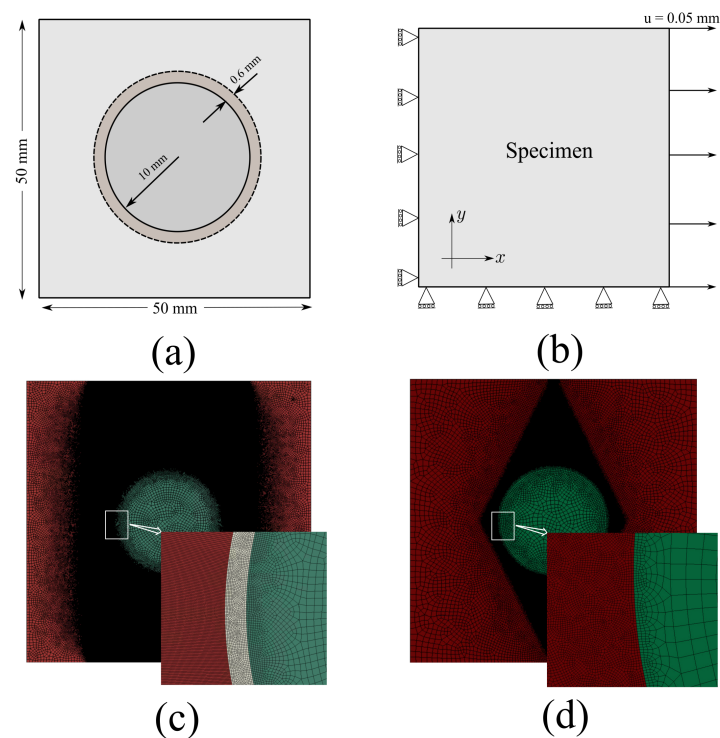 u = 0.05 mm
0.6 mm
10 mm
50 mm
50 mm
Specimen
y
x
(a)
(b)
(c)
(d)